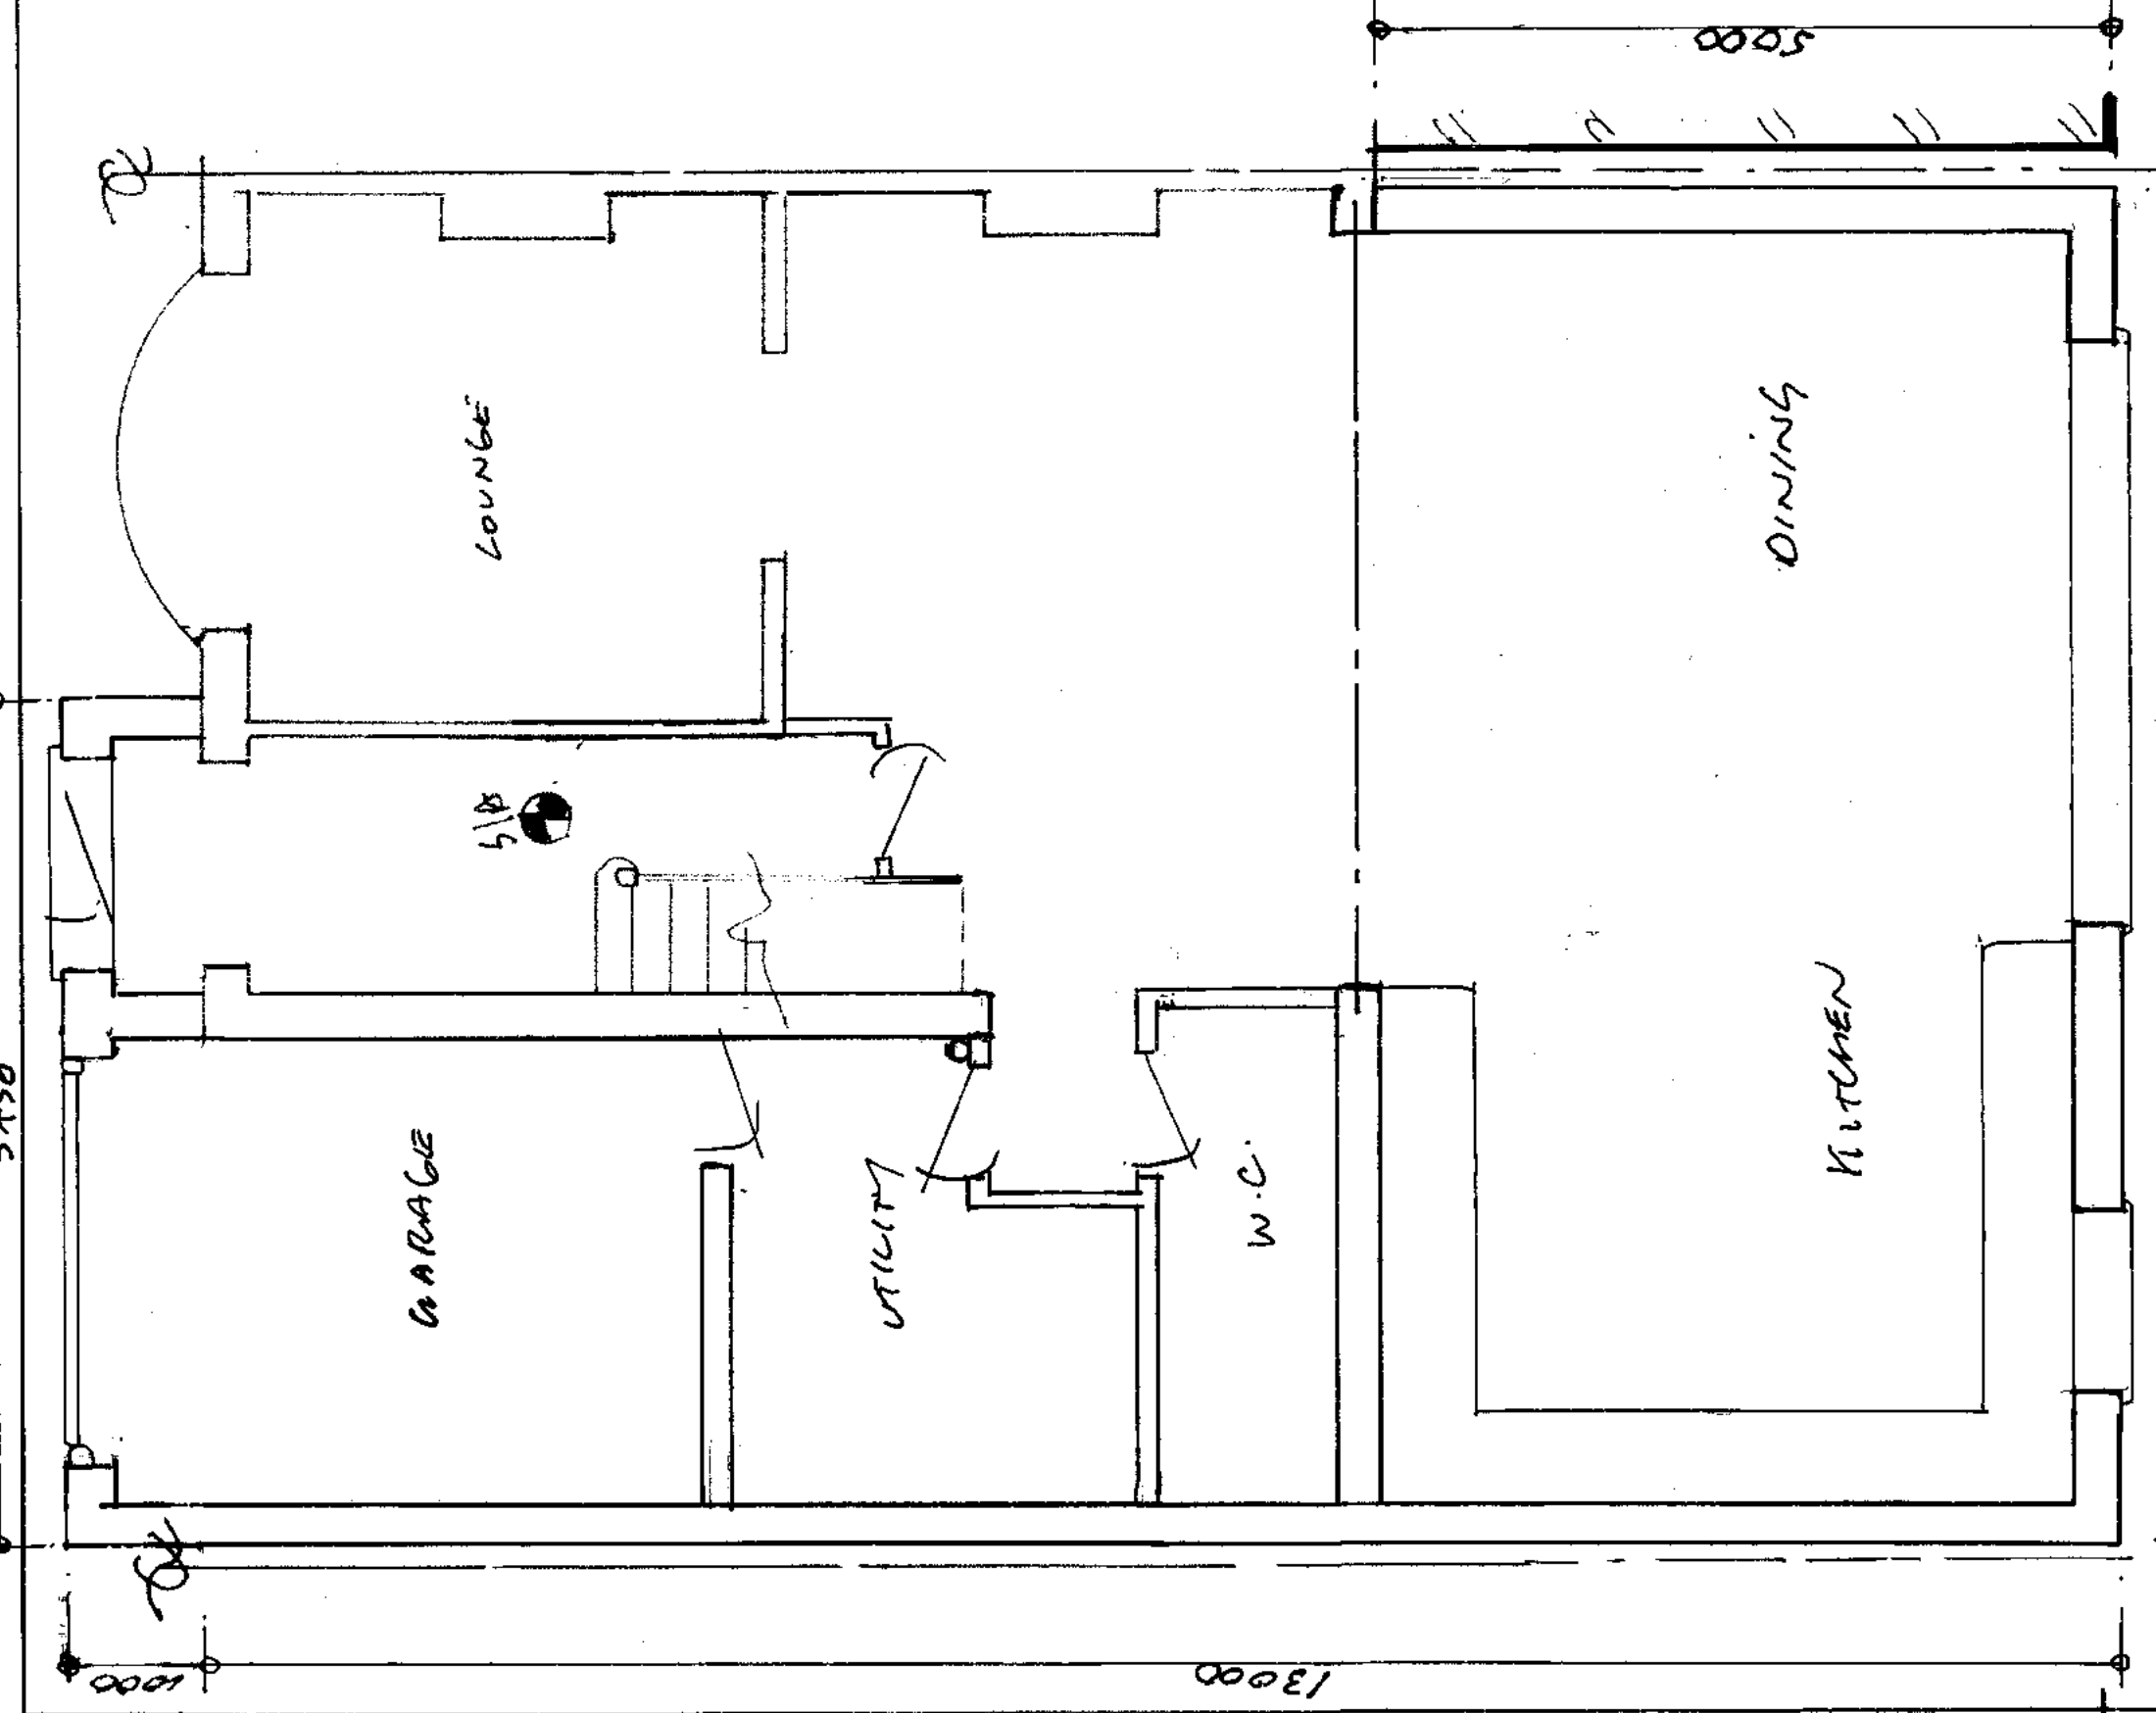 5000
LOUNGE
DINING
S/D
GARAGE
UTILITY
W.C.
KITCHEN
1000
13000